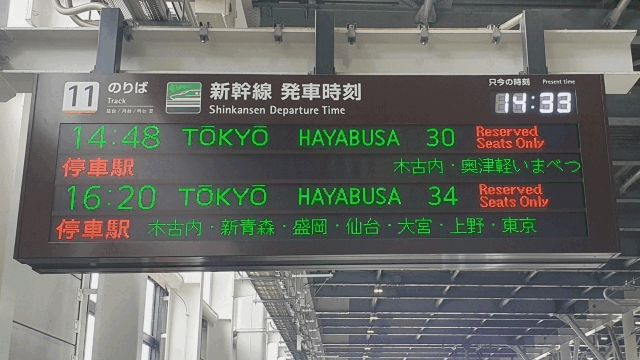 11 のりば
Track
新幹線 発車時刻
Shinkansen Departure Time
只今の時刻 Present time
14:33
14:48 TŌKYŌ HAYABUSA 30 Reserved Seats Only
停車駅 木古内・奥津軽いまべつ
16:20 TŌKYŌ HAYABUSA 34 Reserved Seats Only
停車駅 木古内・新青森・盛岡・仙台・大宮・上野・東京